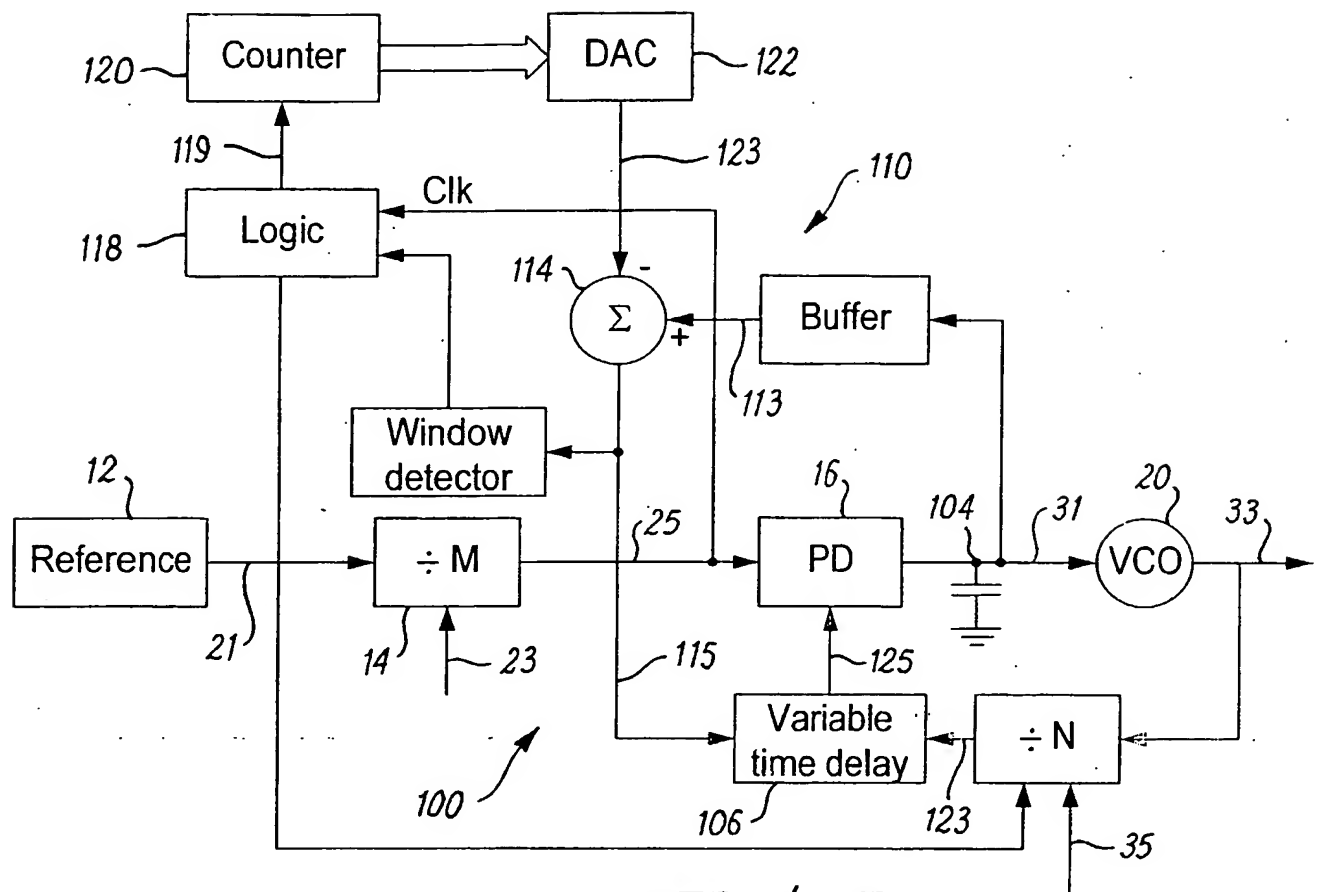 Counter
DAC
120
122
119
123
110
Clk
Logic
118
114
-
Σ
+
Buffer
113
Window
detector
12
Reference
21
÷ M
14
23
25
16
PD
104
31
20
VCO
33
115
125
Variable
time delay
106
÷ N
123
100
35